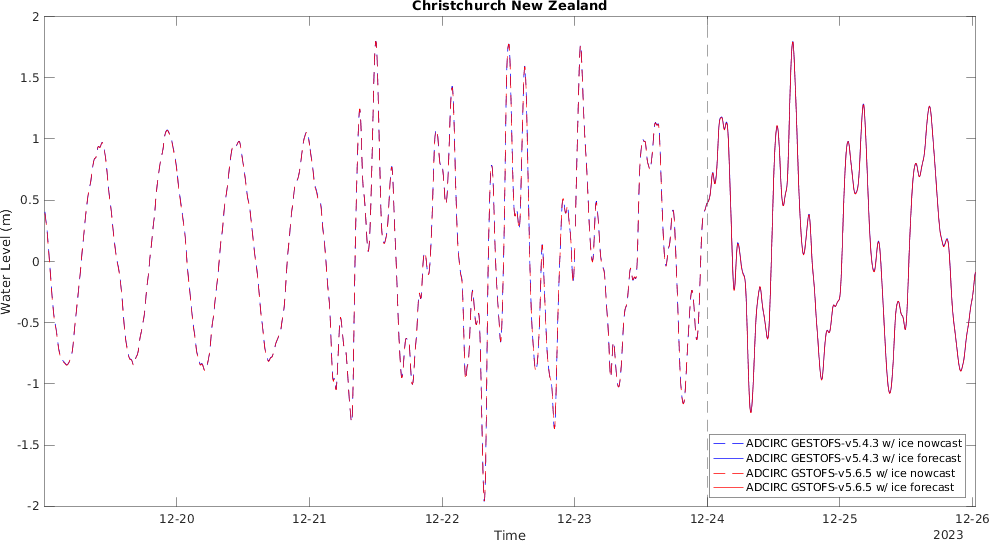 Christchurch New Zealand
2
1.5
1
0.5
0
-0.5
-1
-1.5
-2
Water Level (m)
12-20
12-21
12-22
12-23
12-24
12-25
12-26
Time
2023
ADCIRC GESTOFS-v5.4.3 w/ ice nowcast
ADCIRC GESTOFS-v5.4.3 w/ ice forecast
ADCIRC GSTOFS-v5.6.5 w/ ice nowcast
ADCIRC GSTOFS-v5.6.5 w/ ice forecast